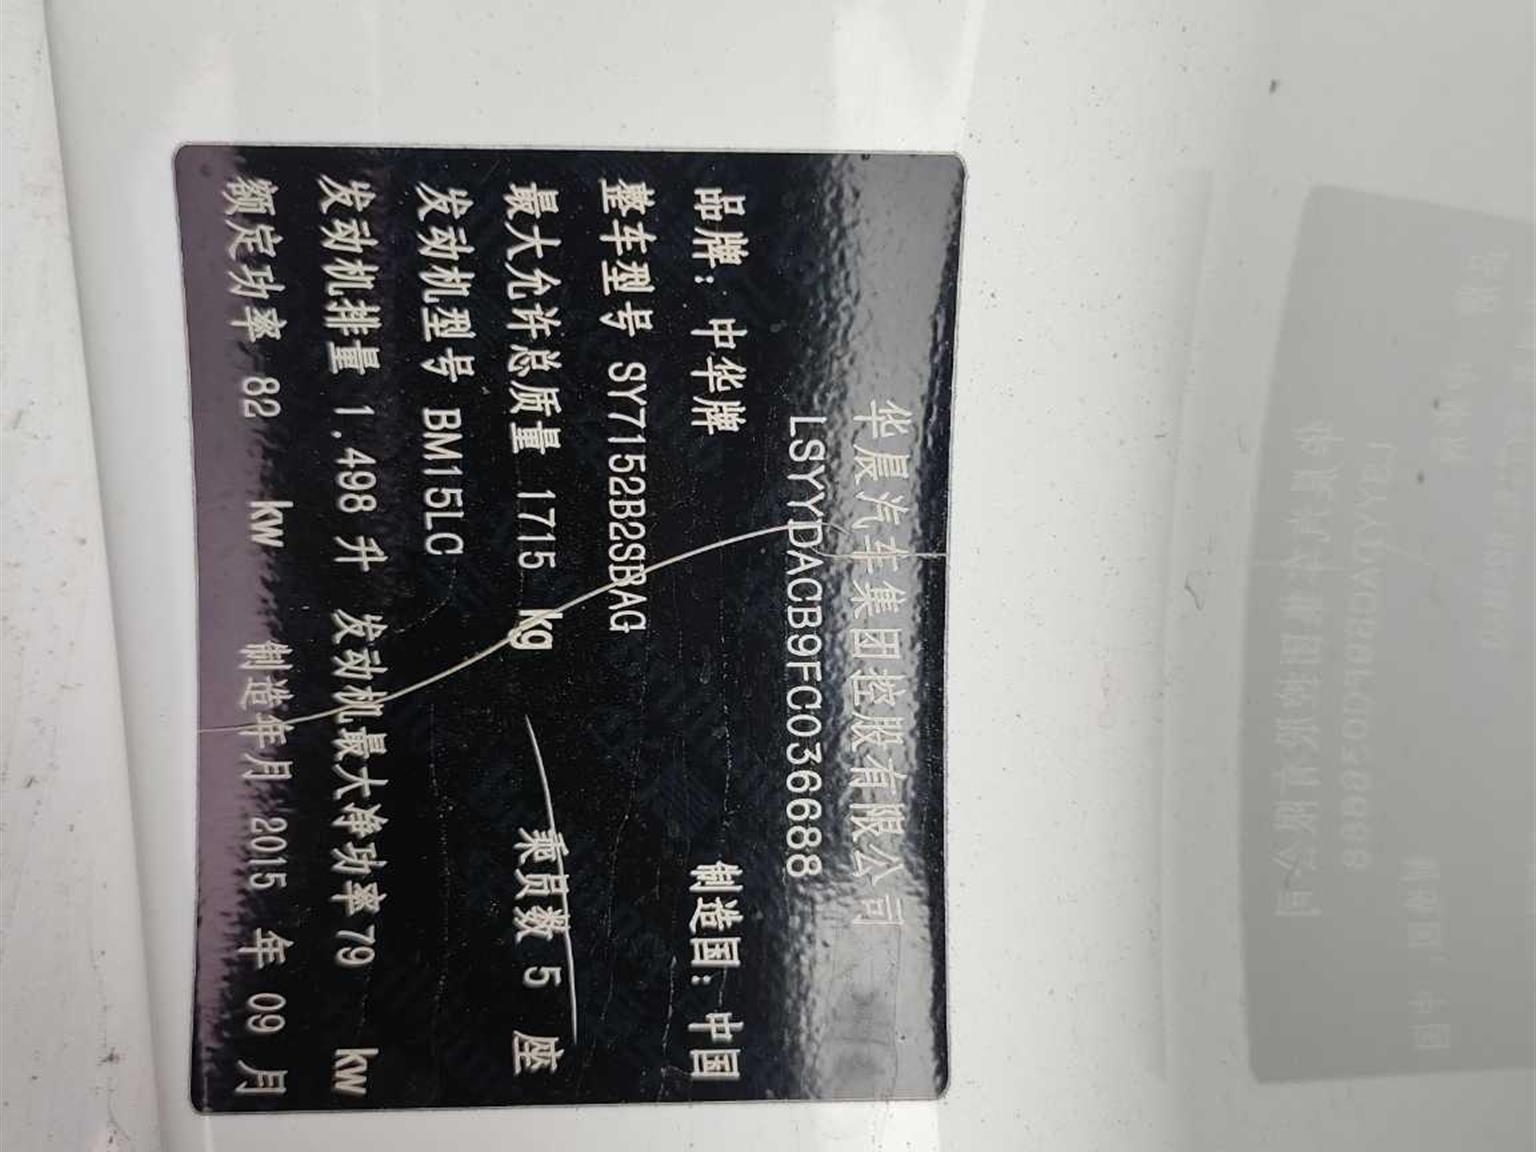 华晨汽车集团控股有限公司
LSYYDACB9FC036688
品牌：中华牌 制造国：中国
整车型号 SY7152B2SBAG
最大允许总质量 1715 kg 乘员数 5 座
发动机型号 BM15LC
发动机排量 1.498 升 发动机最大净功率 79 kW
额定功率 82 kW 制造年月 2015 年 09 月